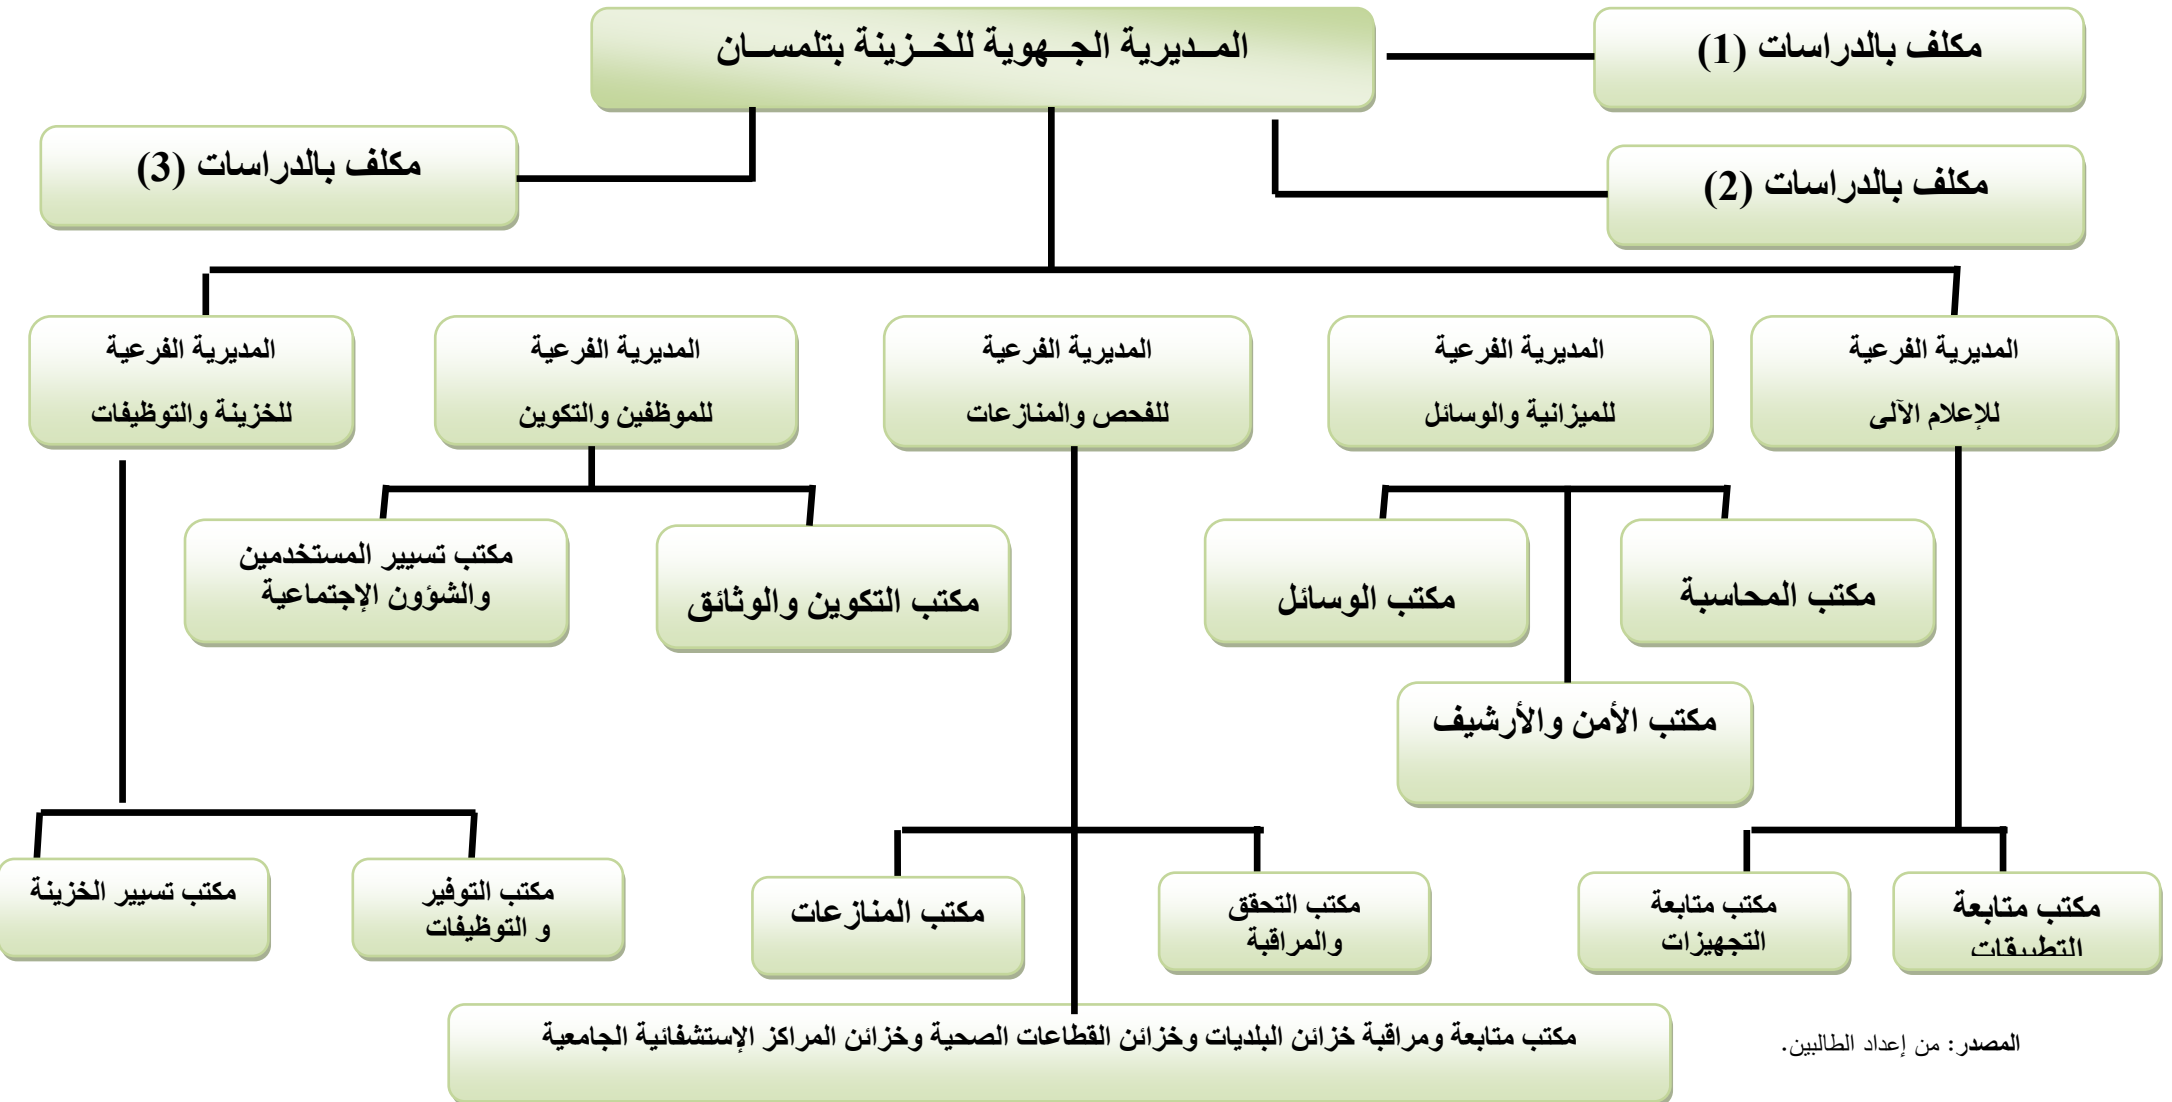 المــديرية الجــهوية للخــزينة بتلمســان
مكلف بالدراسات (1)
مكلف بالدراسات (2)
مكلف بالدراسات (3)
المديرية الفرعية
للإعلام الآلى
المديرية الفرعية
للميزانية والوسائل
المديرية الفرعية
للفحص والمنازعات
المديرية الفرعية
للموظفين والتكوين
المديرية الفرعية
للخزينة والتوظيفات
مكتب المحاسبة
مكتب الوسائل
مكتب التكوين والوثائق
مكتب تسيير المستخدمين
والشؤون الإجتماعية
مكتب الأمن والأرشيف
مكتب متابعة
التطبيقات
مكتب متابعة
التجهيزات
مكتب التحقق
والمراقبة
مكتب المنازعات
مكتب التوفير
و التوظيفات
مكتب تسيير الخزينة
مكتب متابعة ومراقبة خزائن البلديات وخزائن القطاعات الصحية وخزائن المراكز الإستشفائية الجامعية
المصدر: من إعداد الطالبين.